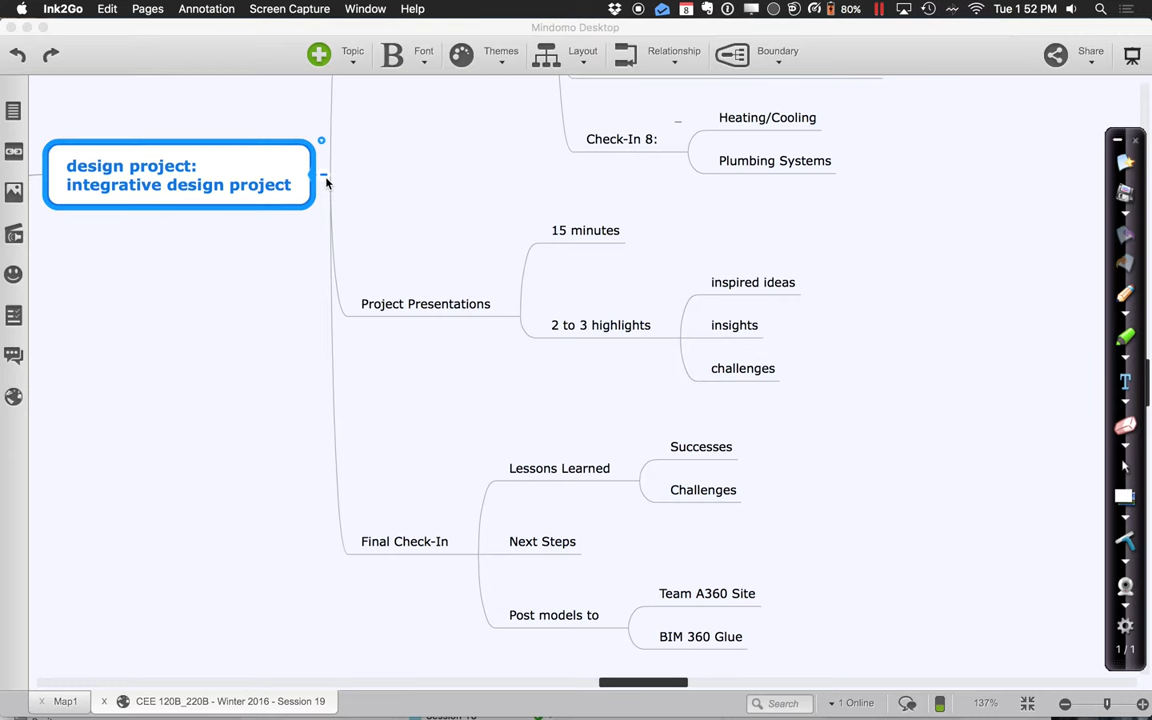 Ink2Go Edit Pages Annotation Screen Capture Window Help
8 80% Tue 1 52 PM
Mindomo Desktop
Topic Font Themes Layout Relationship Boundary Share
Heating/Cooling
Check-In 8:
Plumbing Systems
design project:
integrative design project
15 minutes
inspired ideas
Project Presentations
2 to 3 highlights
insights
challenges
Successes
Lessons Learned
Challenges
Final Check-In
Next Steps
Team A360 Site
Post models to
BIM 360 Glue
1 / 1
x Map1 x CEE 120B_220B - Winter 2016 - Session 19 Search 1 Online 137%